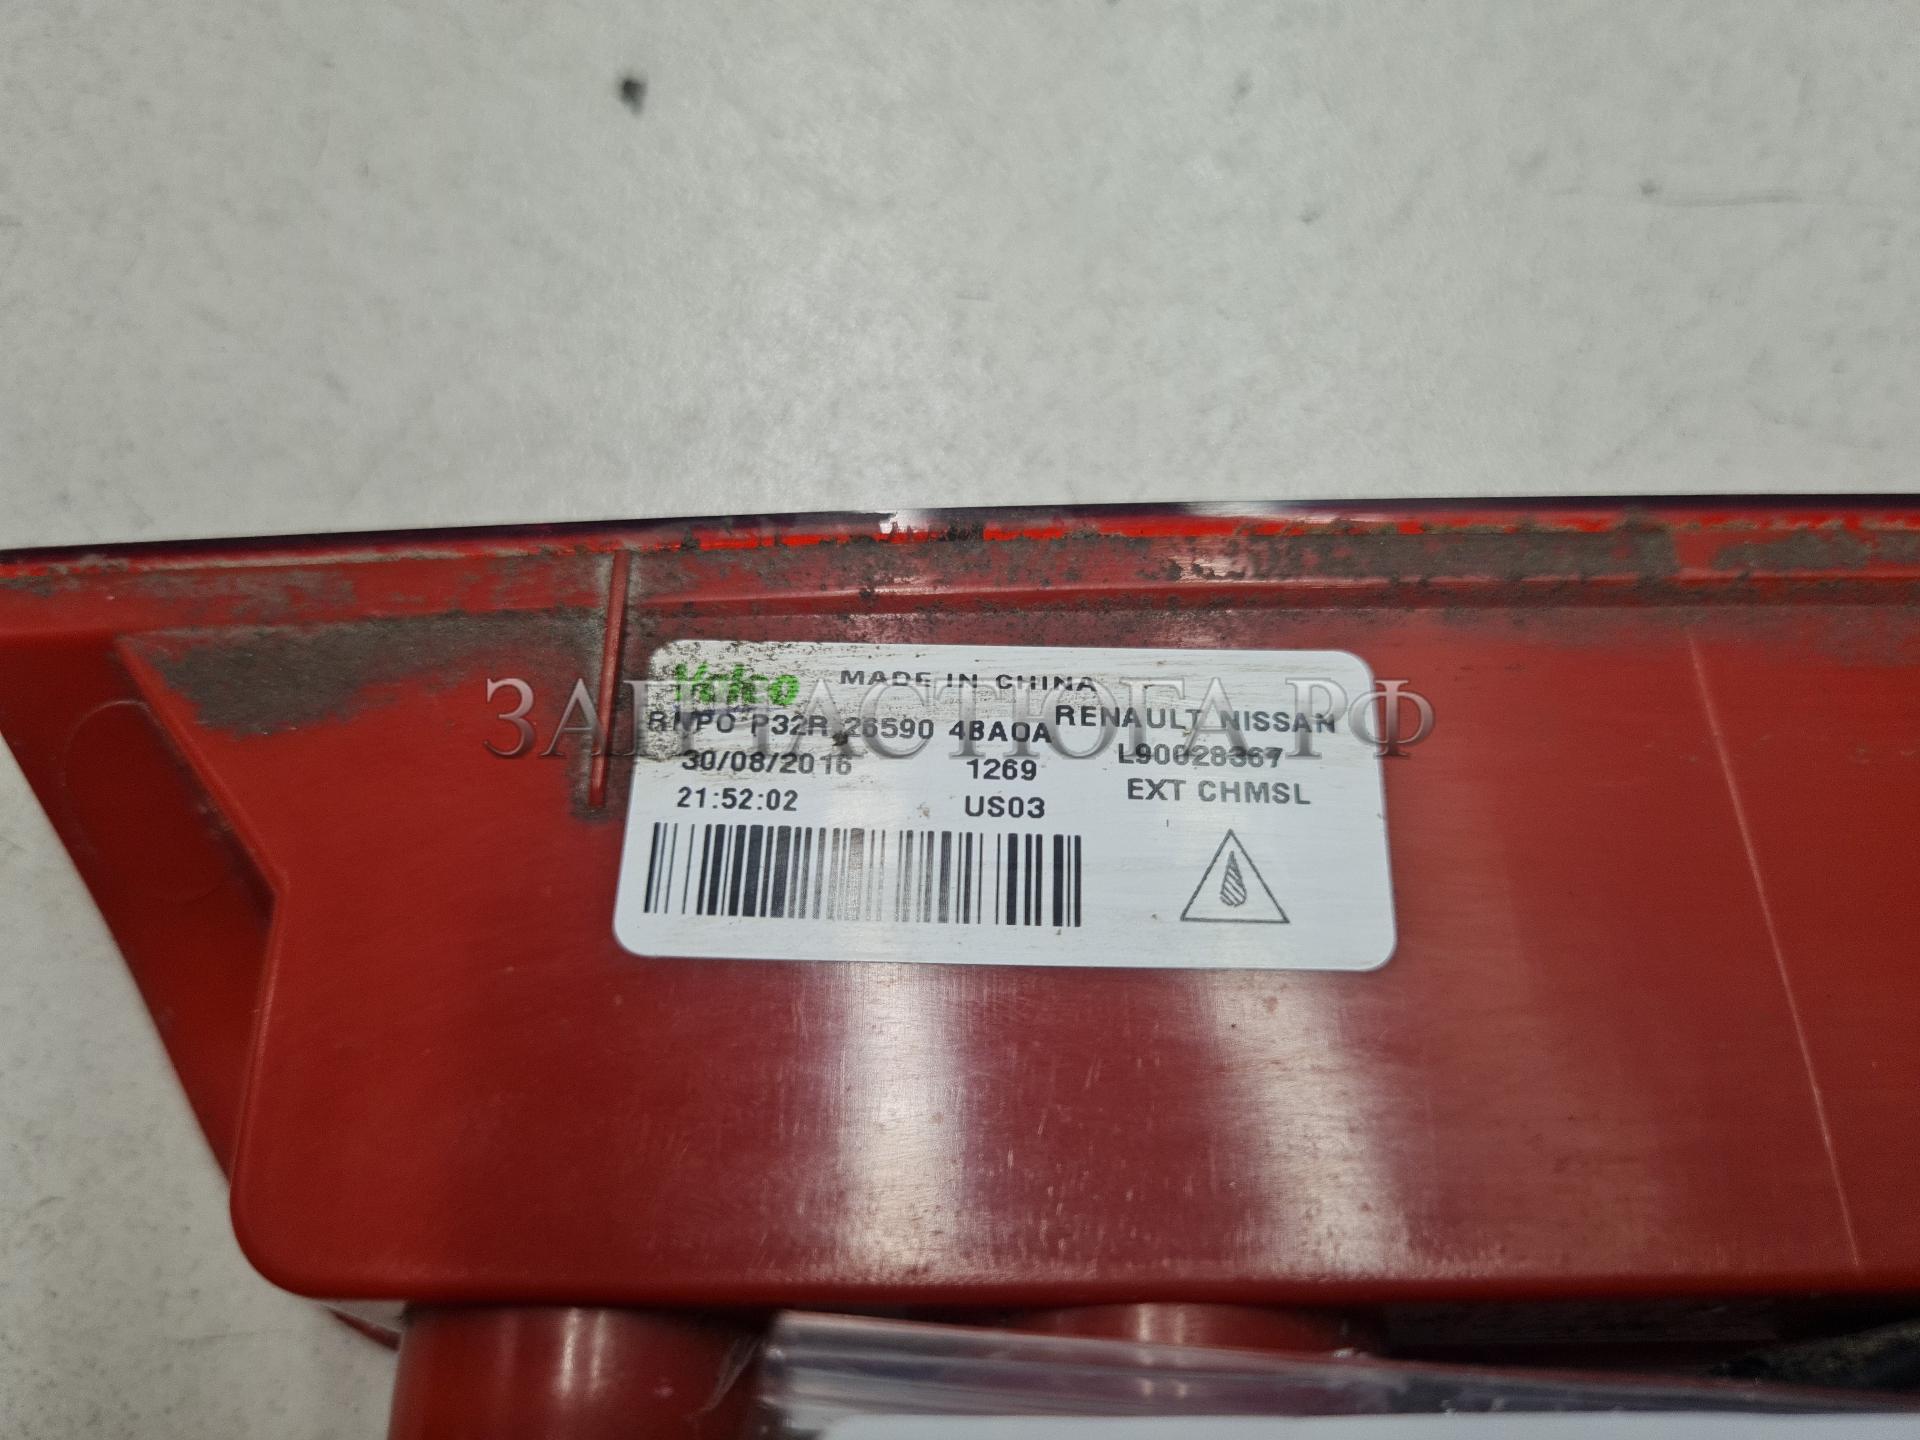 Valeo MADE IN CHINA
RMPO P32R 26590 4BA0A RENAULT NISSAN
30/08/2016 1269 L90028367
21:52:02 US03 EXT CHMSL
ЗАПЧАСТЮГА.РФ